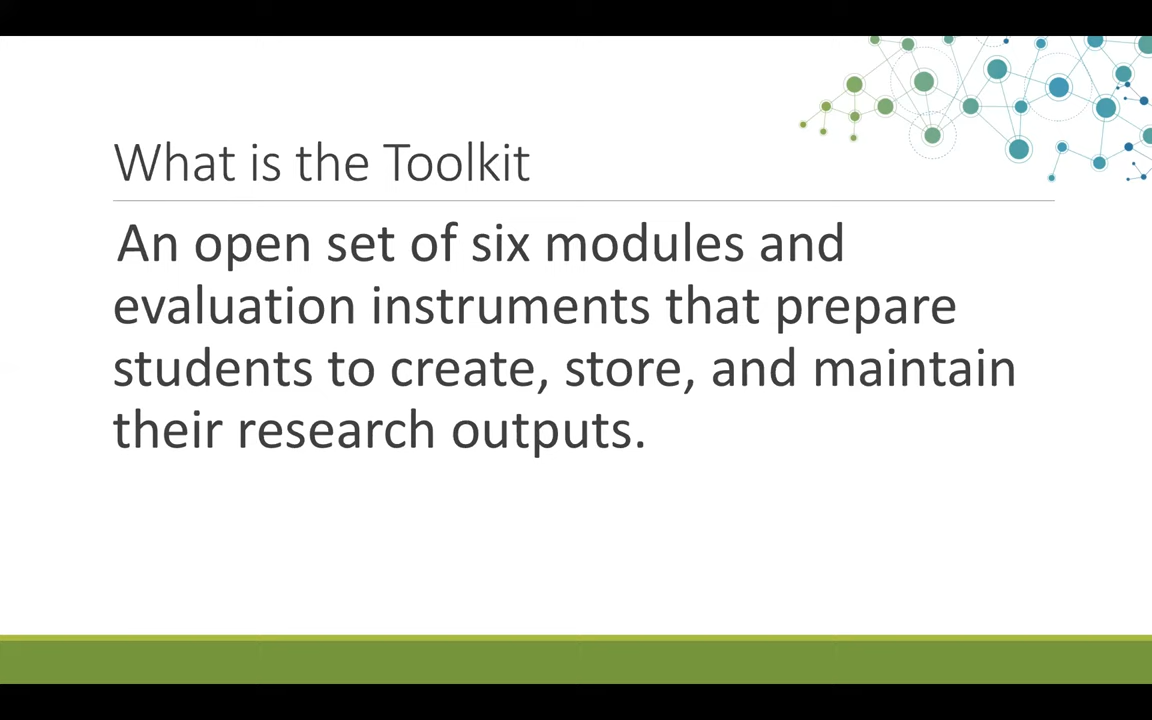 What is the Toolkit
An open set of six modules and
evaluation instruments that prepare
students to create, store, and maintain
their research outputs.